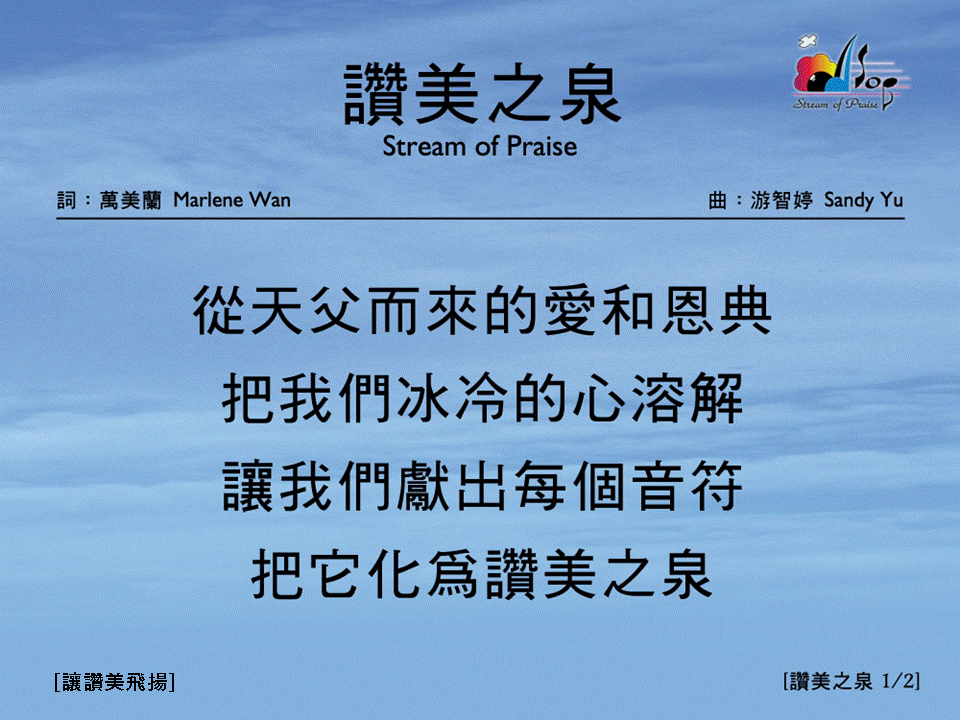 讚美之泉
Stream of Praise
SOP
Stream of Praise
詞：萬美蘭 Marlene Wan
曲：游智婷 Sandy Yu
從天父而來的愛和恩典
把我們冰冷的心溶解
讓我們獻出每個音符
把它化爲讚美之泉
[讓讚美飛揚]
[讚美之泉 1/2]